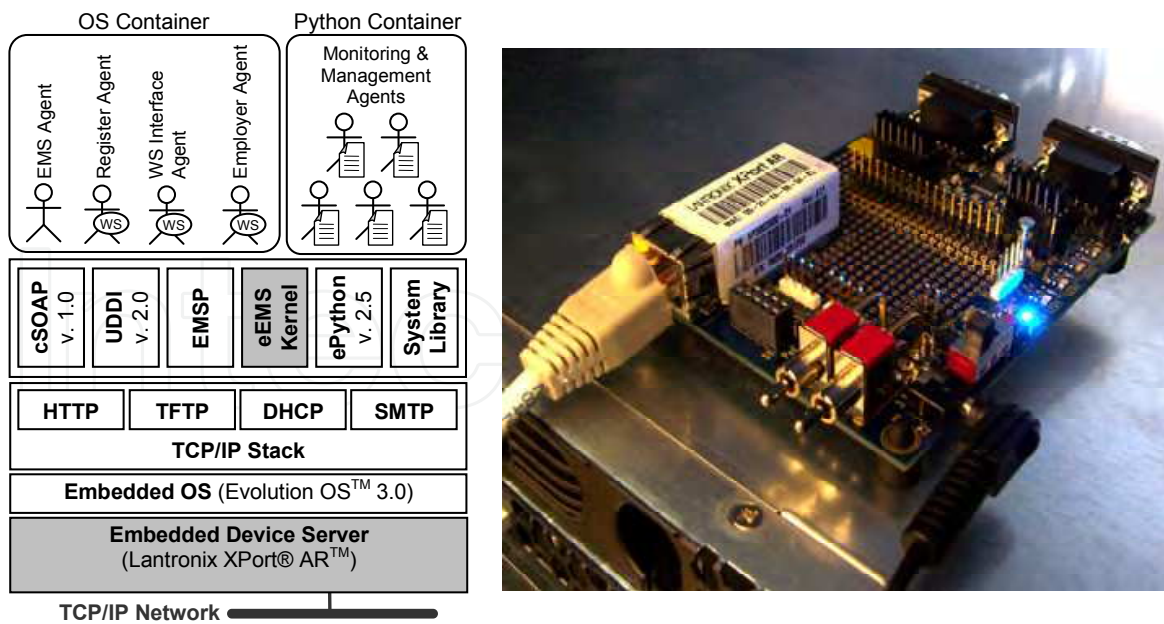 OS Container
Python Container
EMS Agent
Register Agent
WS Interface
Agent
Employer Agent
WS
WS
WS
Monitoring &
Management
Agents
cSOAP
v. 1.0
UDDI
v. 2.0
EMSP
eEMS
Kernel
ePython
v. 2.5
System
Library
HTTP
TFTP
DHCP
SMTP
TCP/IP Stack
Embedded OS (Evolution OS™ 3.0)
Embedded Device Server
(Lantronix XPort® AR™)
TCP/IP Network
LANTRONIX XPort AR